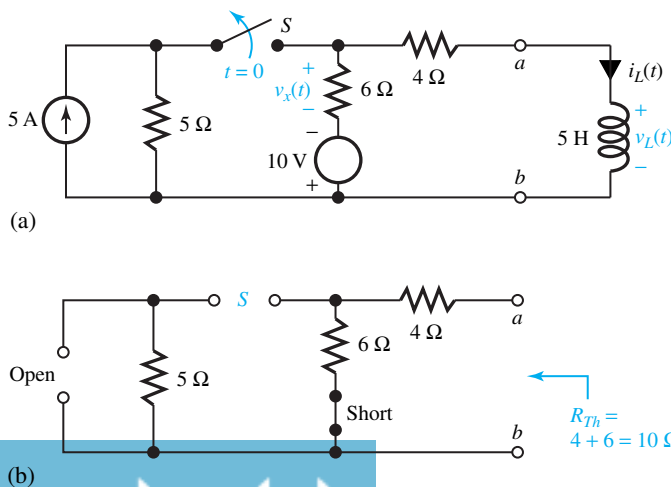 S
t = 0
+
vx(t)
−
6 Ω
4 Ω
a
iL(t)
5 A
5 Ω
−
10 V
+
5 H
+
vL(t)
−
b
(a)
S
4 Ω
a
6 Ω
Open
5 Ω
Short
RTh =
4 + 6 = 10 Ω
b
(b)